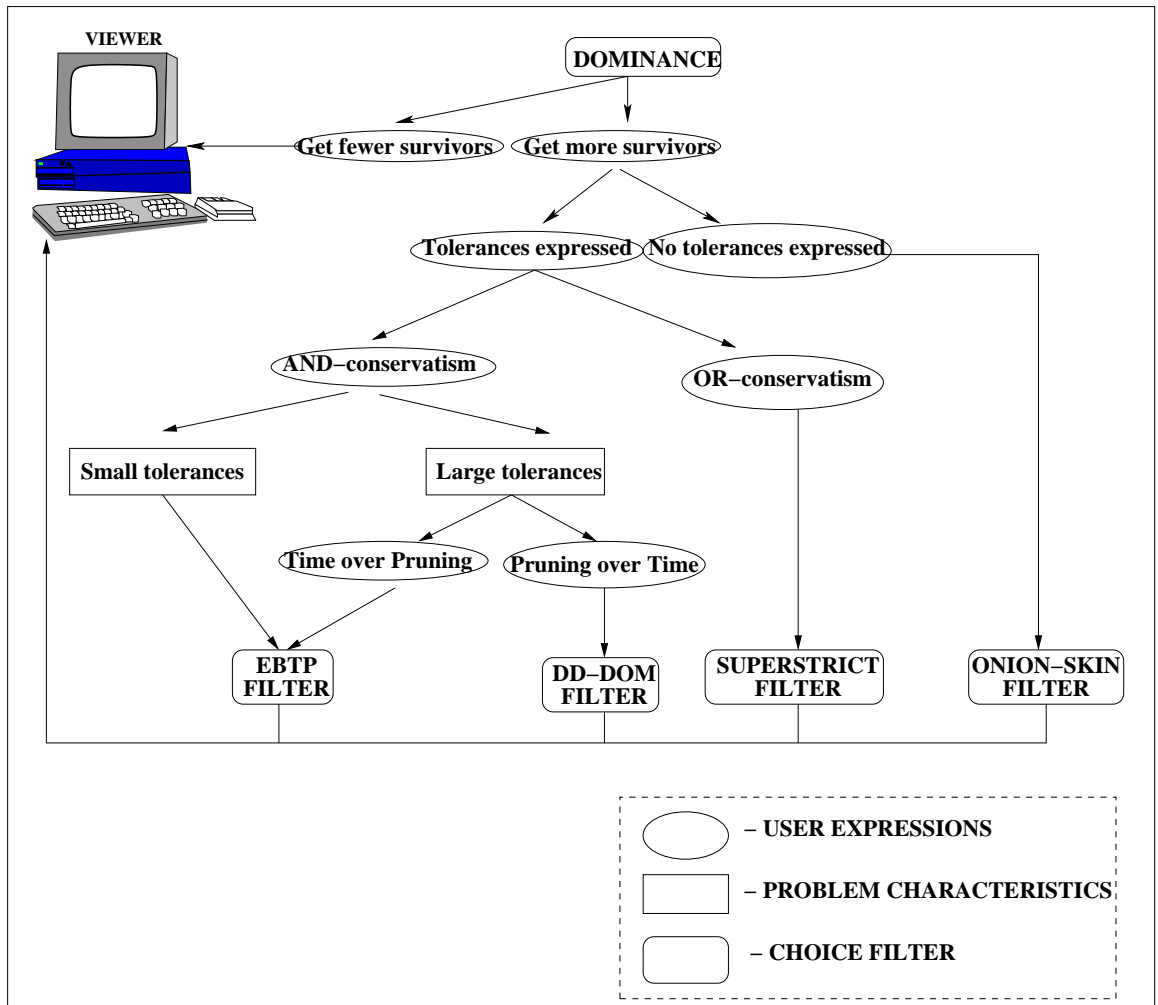 VIEWER
DOMINANCE
Get fewer survivors
Get more survivors
Tolerances expressed
No tolerances expressed
AND−conservatism
OR−conservatism
Small tolerances
Large tolerances
Time over Pruning
Pruning over Time
EBTP
FILTER
DD−DOM
FILTER
SUPERSTRICT
FILTER
ONION−SKIN
FILTER
− USER EXPRESSIONS
− PROBLEM CHARACTERISTICS
− CHOICE FILTER